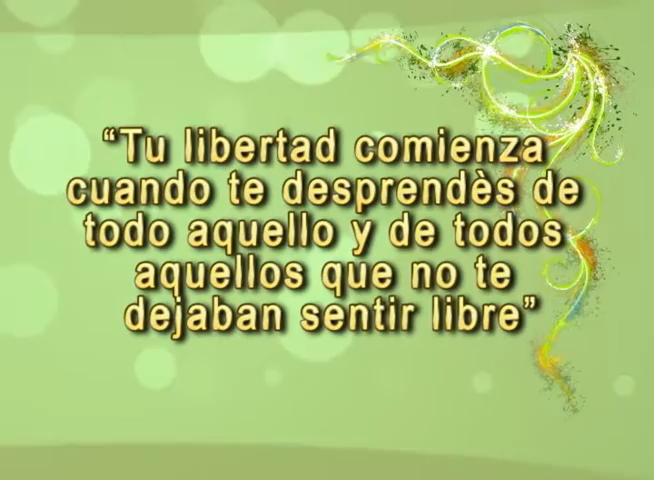 “Tu libertad comienza
cuando te desprendès de
todo aquello y de todos
aquellos que no te
dejaban sentir libre”